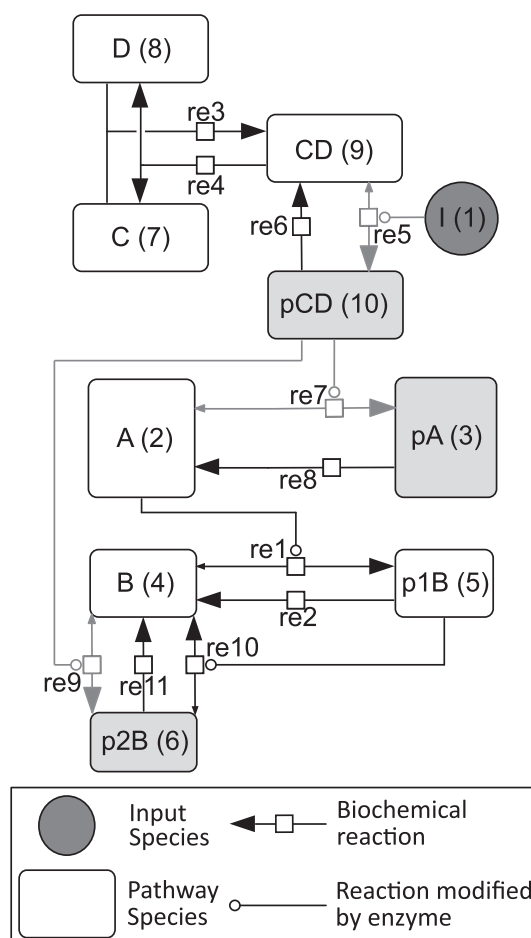 D (8)
re3
CD (9)
re4
C (7)
re6
re5
I (1)
pCD (10)
re7
A (2)
pA (3)
re8
re1
B (4)
p1B (5)
re2
re10
re9
re11
p2B (6)
Input
Species
Biochemical
reaction
Pathway
Species
Reaction modified
by enzyme